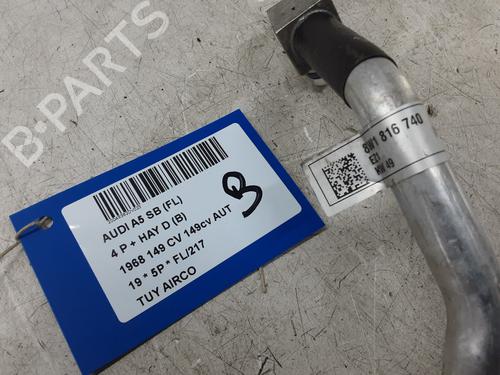 B-PARTS
AUDI A5 SB (FL)
4 P + HAY D (B)
1968 149 CV 149cv AUT
19 * 5P * FL/217
TUY AIRCO
B
8W1 816 740